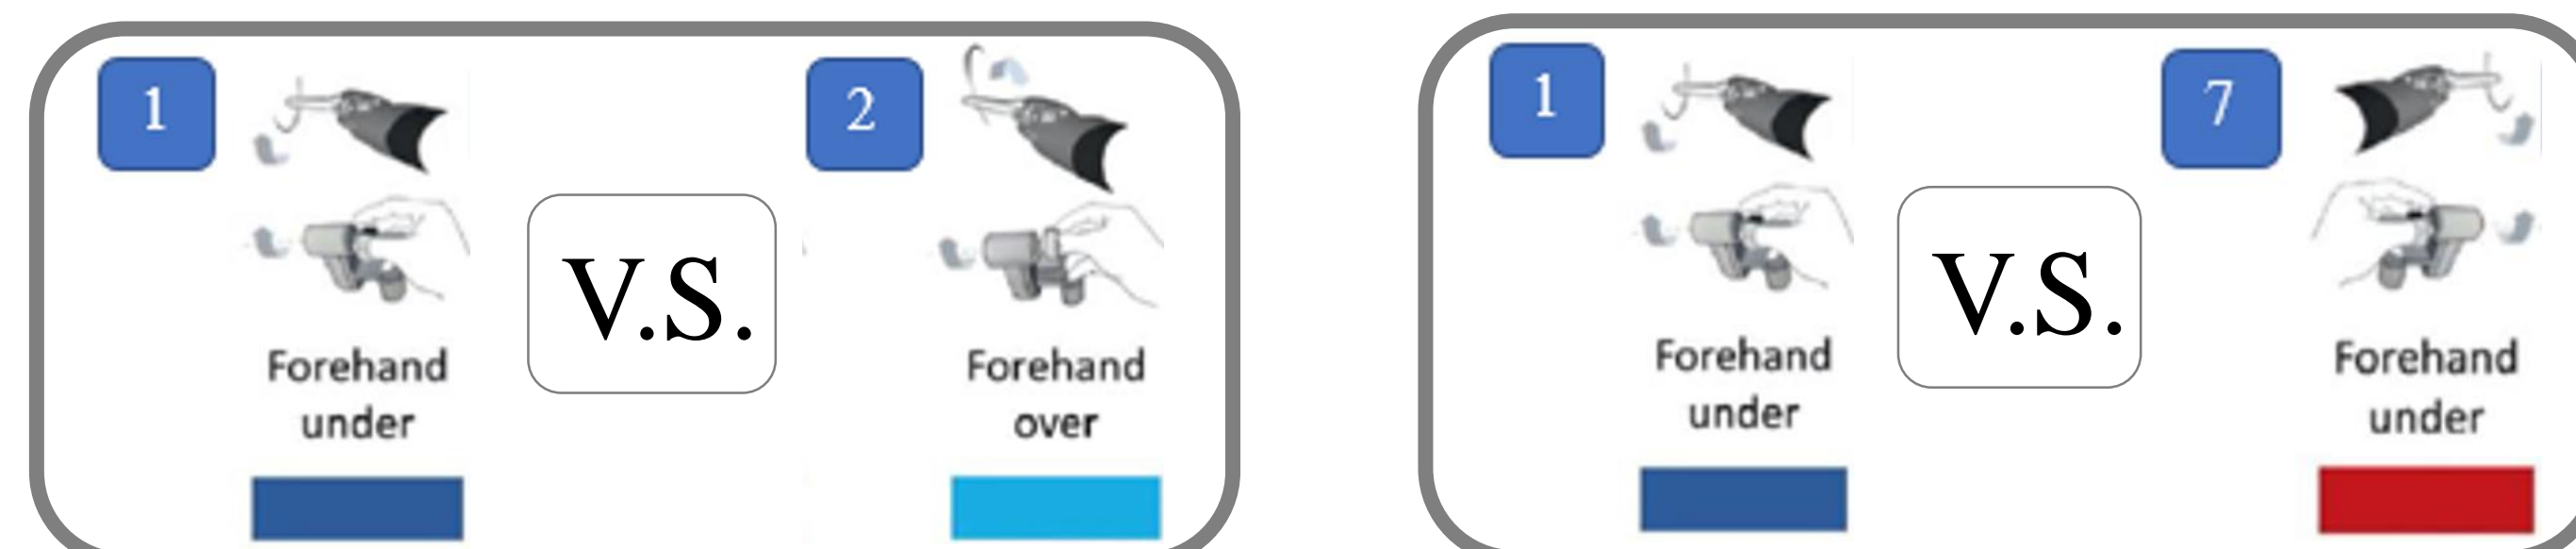 1
2
V.S.
Forehand
under
Forehand
over
1
7
V.S.
Forehand
under
Forehand
under